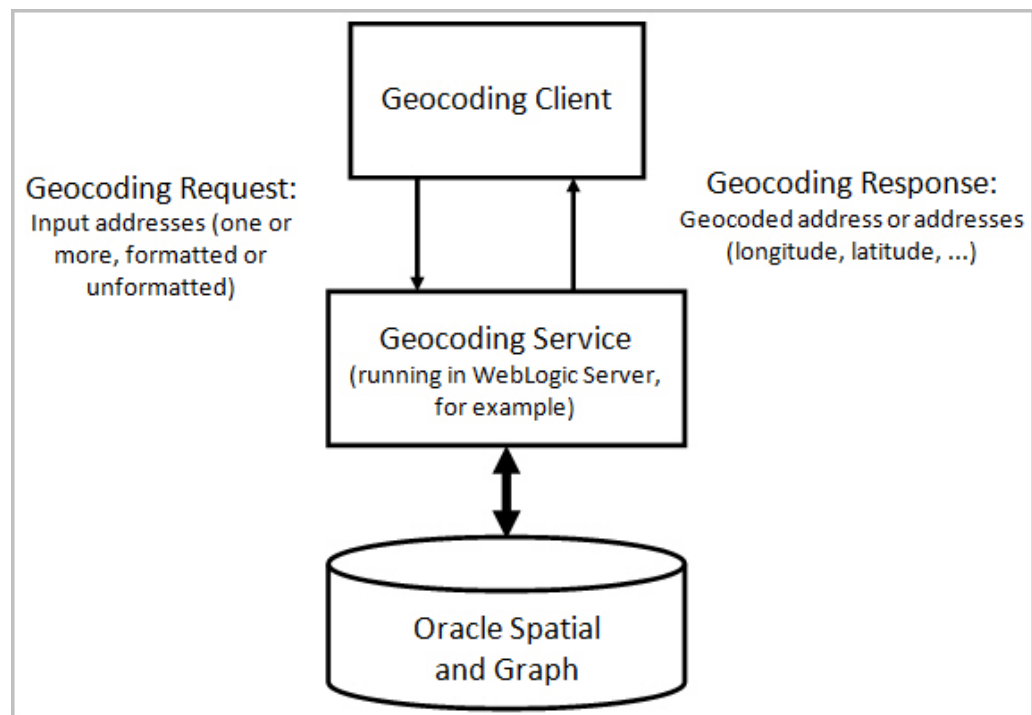 Geocoding Client
Geocoding Request:
Input addresses (one or
more, formatted or
unformatted)
Geocoding Response:
Geocoded address or addresses
(longitude, latitude, ...)
Geocoding Service
(running in WebLogic Server,
for example)
Oracle Spatial
and Graph